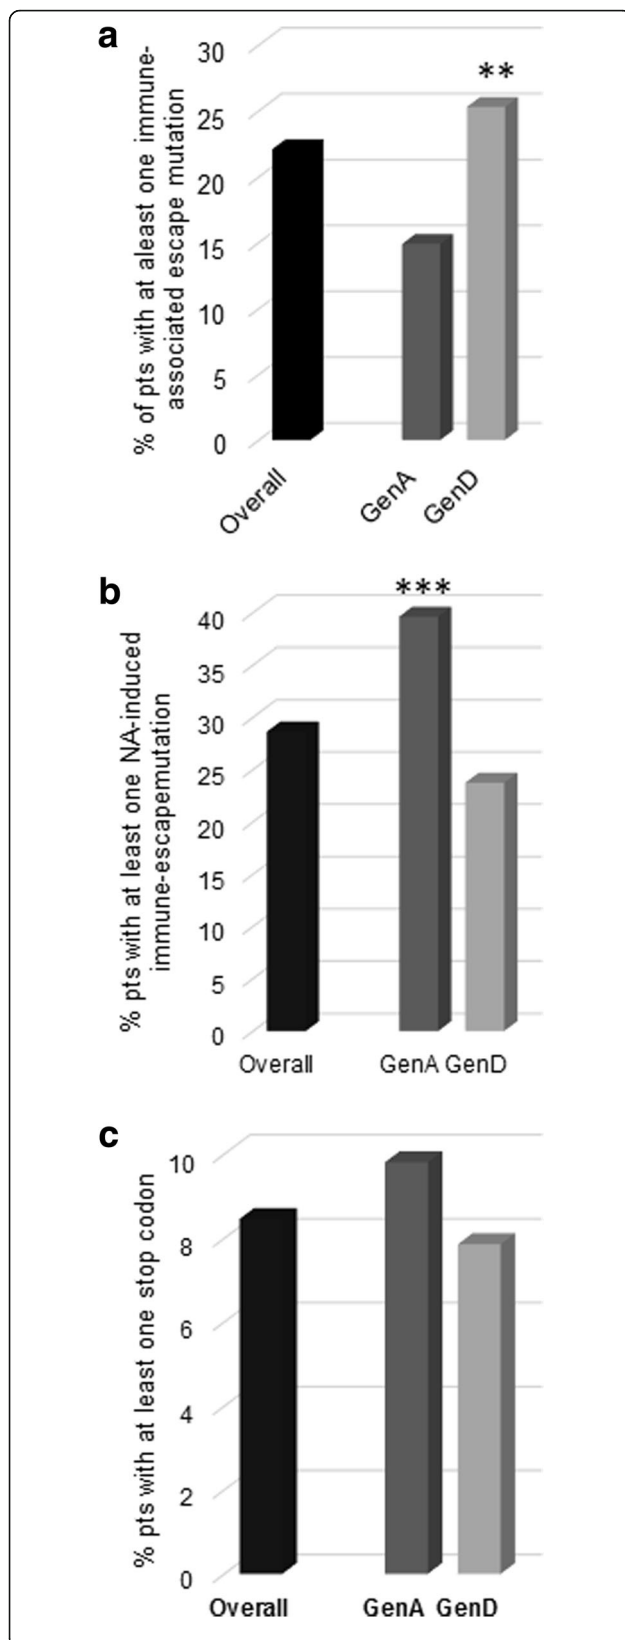 a
% of pts with at aleast one immune-
associated escape mutation
30
25
20
15
10
5
0
**
Overall
GenA
GenD
b
% pts with at least one NA-induced
immune-escapemutation
40
35
30
25
20
15
10
5
0
***
Overall
GenA GenD
c
% pts with at least one stop codon
10
8
6
4
2
0
Overall
GenA GenD